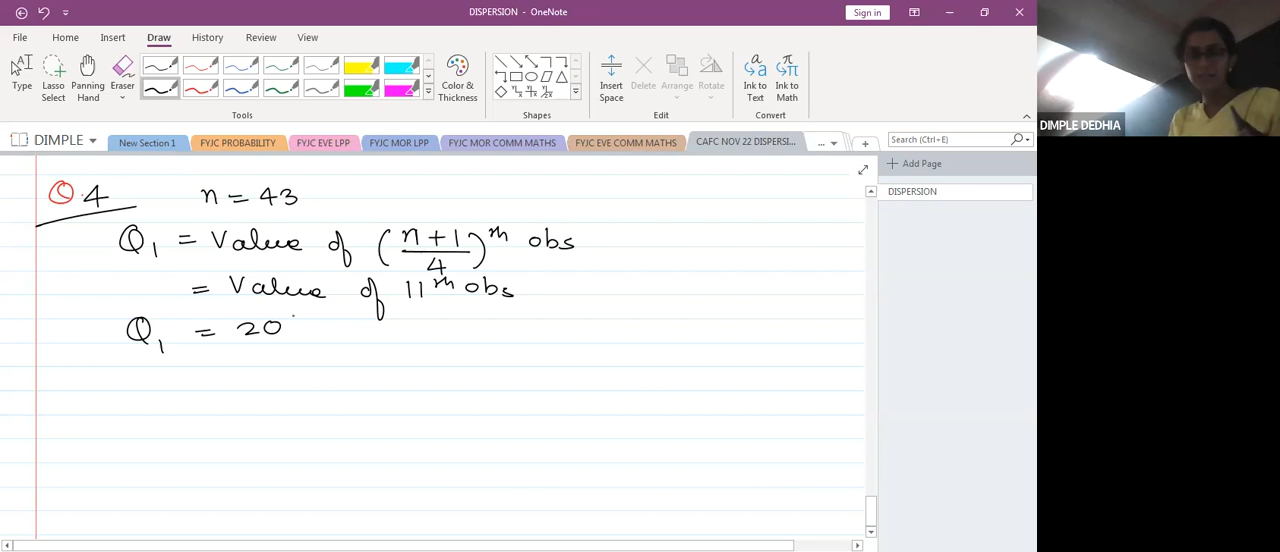 DISPERSION - OneNote
Sign in
File Home Insert Draw History Review View
Type Lasso Select Panning Hand Eraser Color & Thickness Insert Space Delete Arrange Rotate Ink to Text Ink to Math
Tools Shapes Edit Convert
DIMPLE DEDHIA
DIMPLE New Section 1 FYJC PROBABILITY FYJC EVE LPP FYJC MOR LPP FYJC MOR COMM MATHS FYJC EVE COMM MATHS CAFC NOV 22 DISPERSI... ... Search (Ctrl+E)
Add Page
DISPERSION
Q.4 n = 43
Q₁ = Value of (n+1/4)ᵗʰ obs
= Value of 11ᵗʰ obs
Q₁ = 20